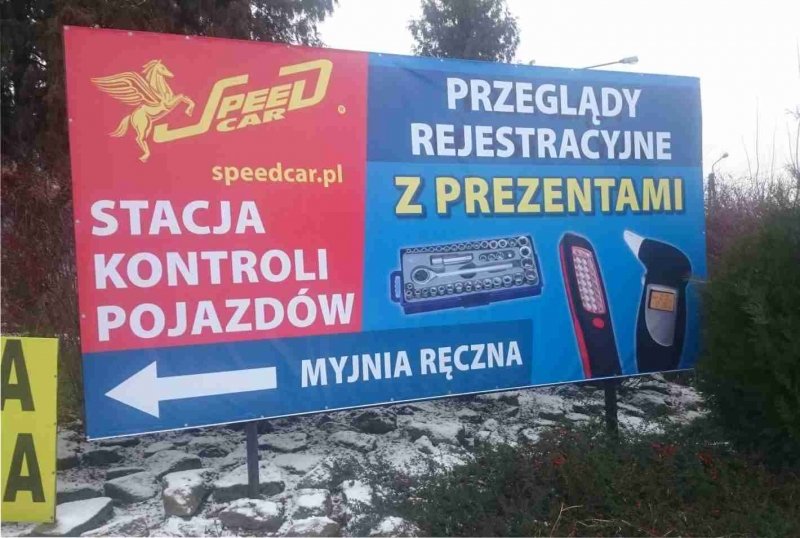 SPEED
CAR ®
speedcar.pl
STACJA
KONTROLI
POJAZDÓW
PRZEGLĄDY
REJESTRACYJNE
Z PREZENTAMI
MYJNIA RĘCZNA
A
A